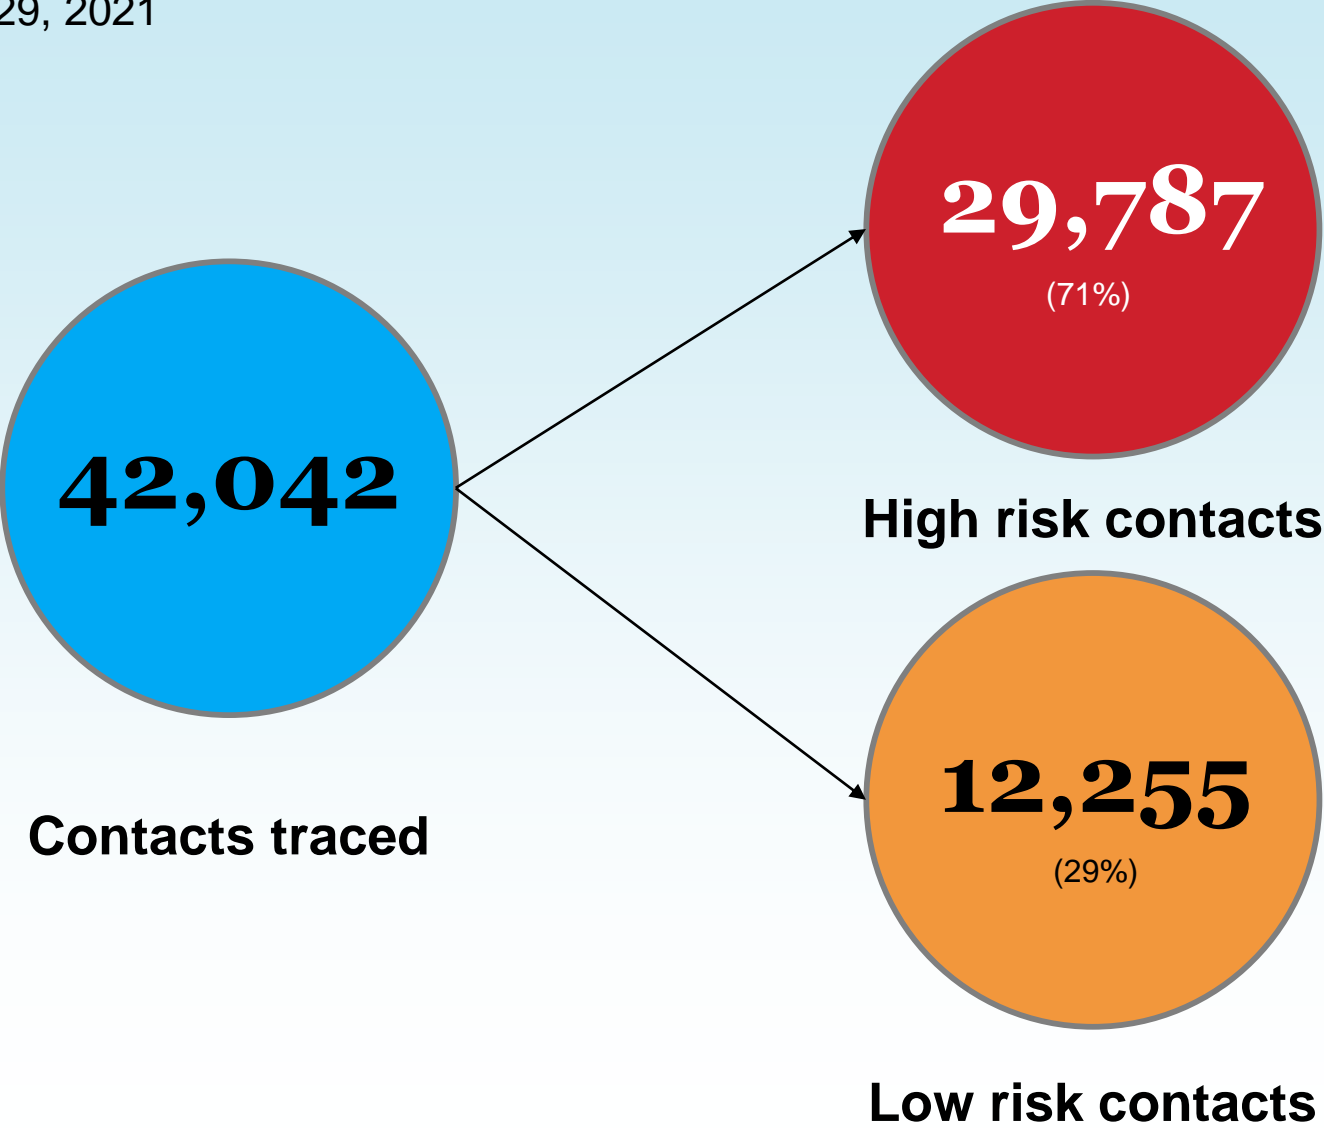 29, 2021
42,042
Contacts traced
29,787
(71%)
High risk contacts
12,255
(29%)
Low risk contacts